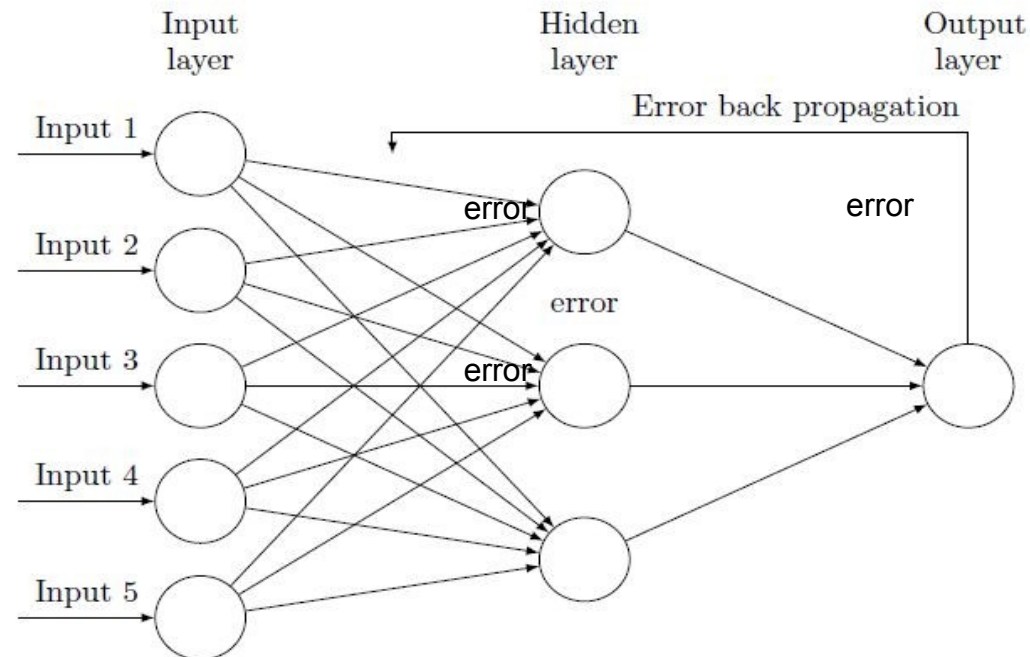 Input
layer
Hidden
layer
Output
layer
Error back propagation
Input 1
error
error
Input 2
error
Input 3
error
Input 4
Input 5